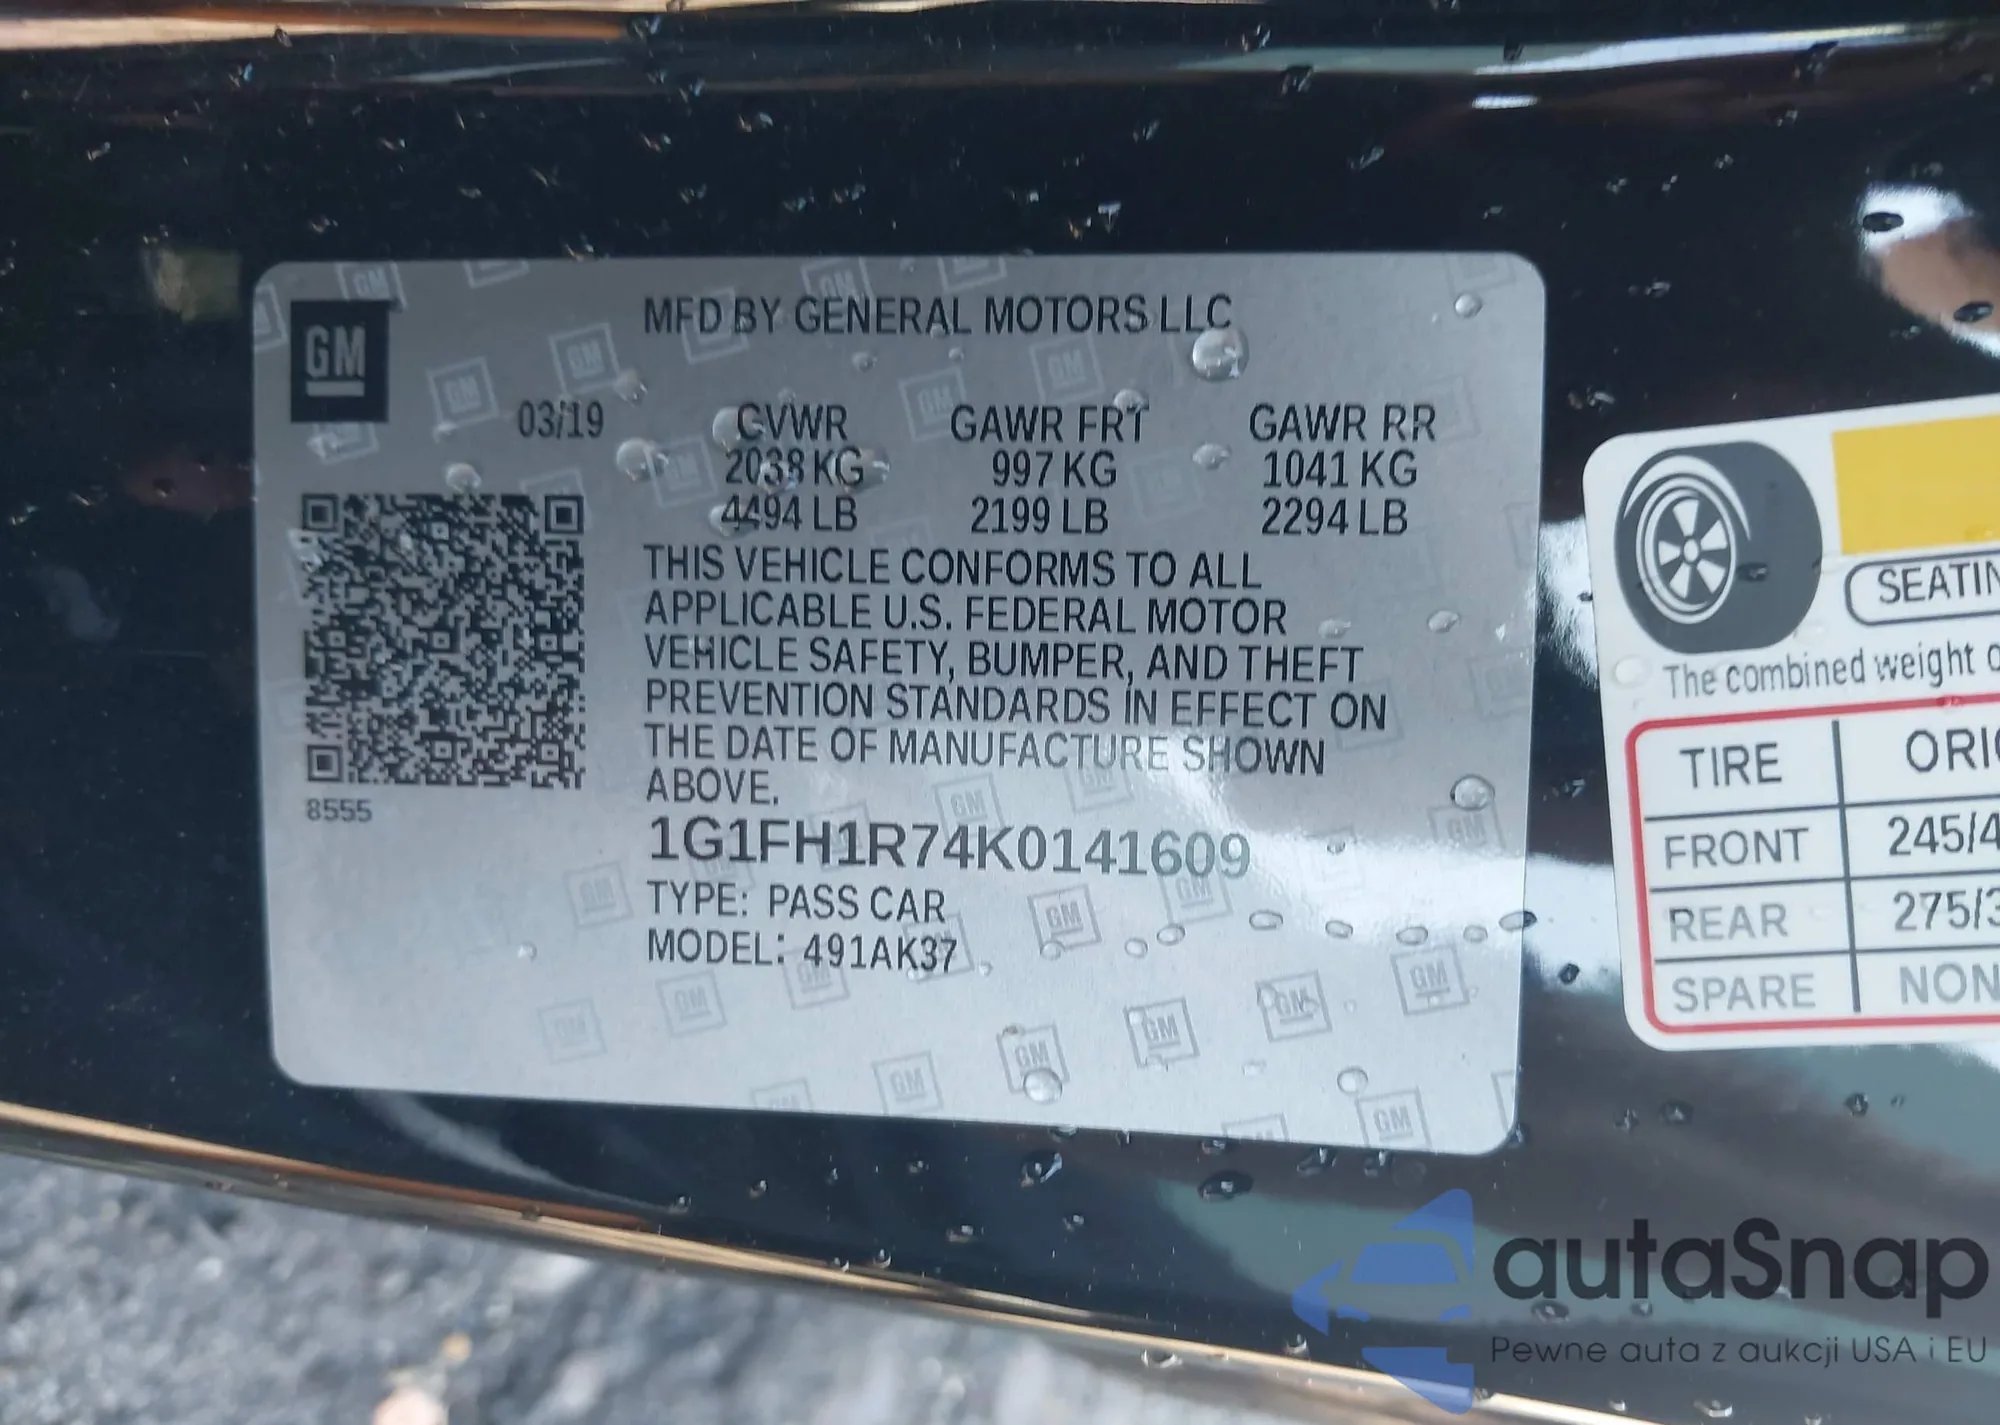 GM
MFD BY GENERAL MOTORS LLC
03/19 GVWR GAWR FRT GAWR RR
2038 KG 997 KG 1041 KG
4494 LB 2199 LB 2294 LB
THIS VEHICLE CONFORMS TO ALL
APPLICABLE U.S. FEDERAL MOTOR
VEHICLE SAFETY, BUMPER, AND THEFT
PREVENTION STANDARDS IN EFFECT ON
THE DATE OF MANUFACTURE SHOWN
ABOVE.
8555
1G1FH1R74K0141609
TYPE: PASS CAR
MODEL: 491AK37
SEATIN
The combined weight o
TIRE ORIG
FRONT 245/4
REAR 275/3
SPARE NON
autaSnap
Pewne auta z aukcji USA i EU